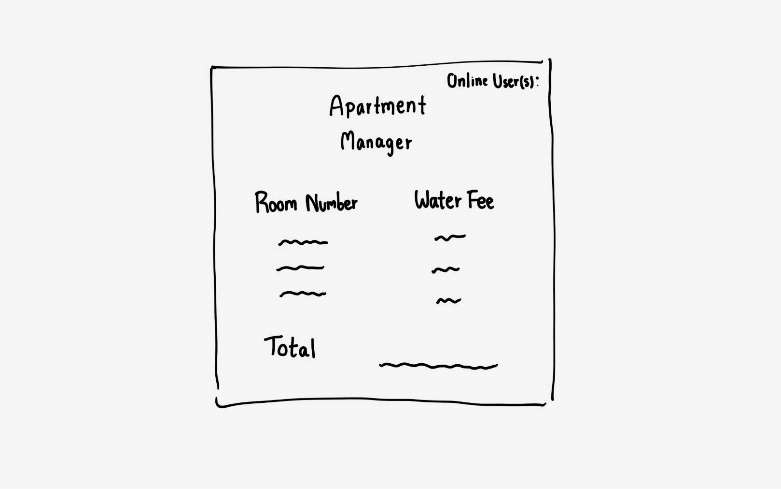 Online User(s):
Apartment
Manager
Room Number Water Fee
Total